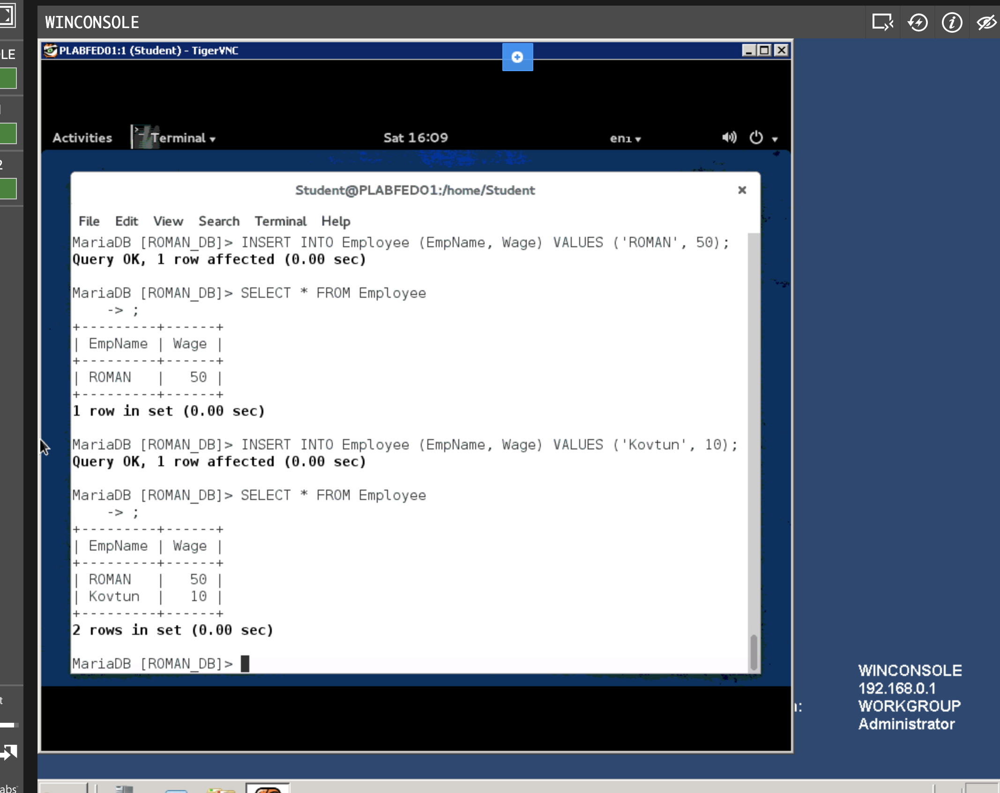 WINCONSOLE
LE
PLABFED01:1 (Student) - TigerVNC
Activities Terminal Sat 16:09 en1
2
Student@PLABFED01:/home/Student
File Edit View Search Terminal Help
MariaDB [ROMAN_DB]> INSERT INTO Employee (EmpName, Wage) VALUES ('ROMAN', 50);
Query OK, 1 row affected (0.00 sec)
MariaDB [ROMAN_DB]> SELECT * FROM Employee
-> ;
+---------+------+
| EmpName | Wage |
+---------+------+
| ROMAN   |   50 |
+---------+------+
1 row in set (0.00 sec)
MariaDB [ROMAN_DB]> INSERT INTO Employee (EmpName, Wage) VALUES ('Kovtun', 10);
Query OK, 1 row affected (0.00 sec)
MariaDB [ROMAN_DB]> SELECT * FROM Employee
-> ;
+---------+------+
| EmpName | Wage |
+---------+------+
| ROMAN   |   50 |
| Kovtun  |   10 |
+---------+------+
2 rows in set (0.00 sec)
MariaDB [ROMAN_DB]>
WINCONSOLE
192.168.0.1
WORKGROUP
Administrator
t
abs